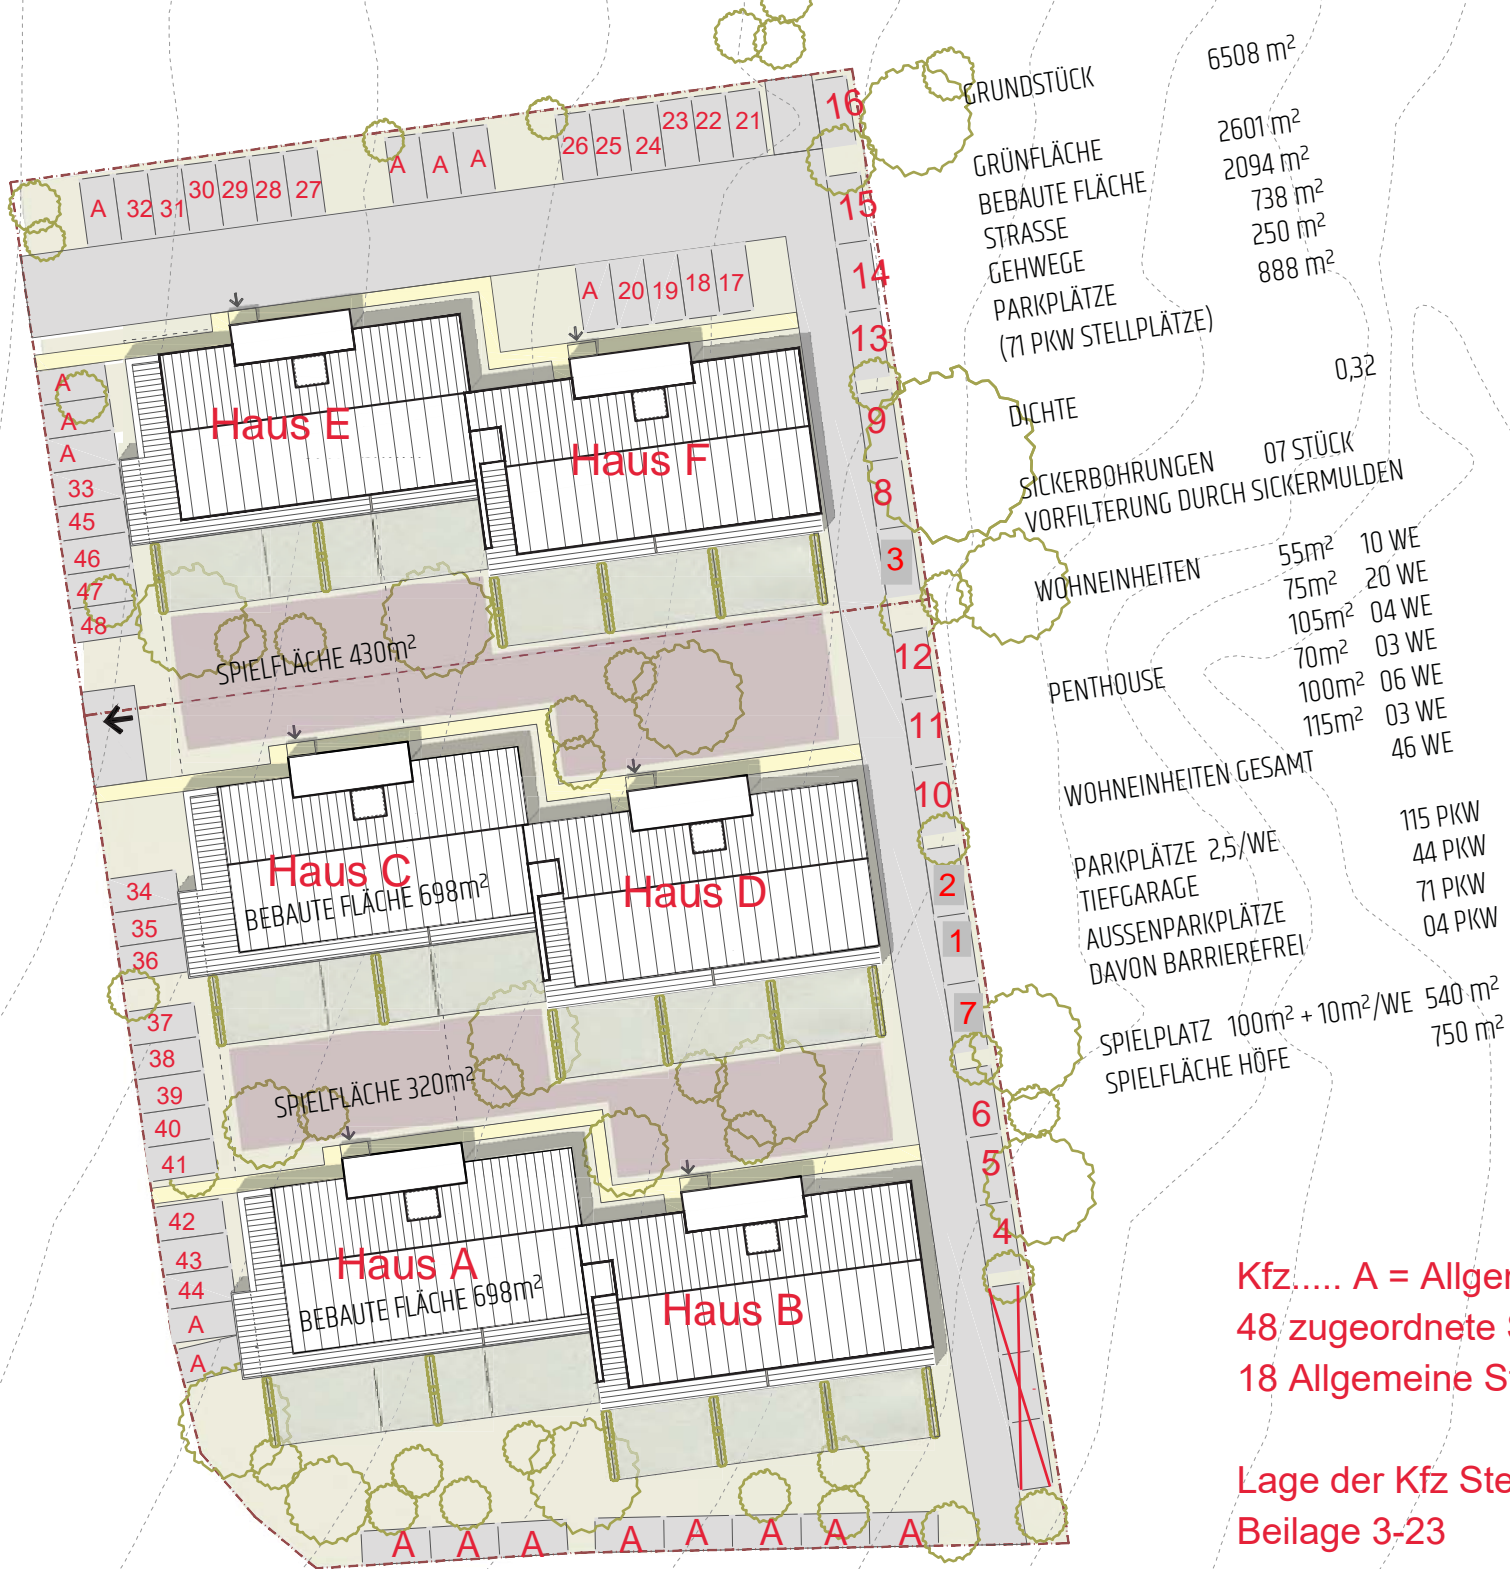 GRUNDSTÜCK 6508 m²
GRÜNFLÄCHE 2601 m²
BEBAUTE FLÄCHE 2094 m²
STRASSE 738 m²
GEHWEGE 250 m²
PARKPLÄTZE 888 m²
(71 PKW STELLPLÄTZE)
DICHTE 0,32
SICKERBOHRUNGEN 07 STÜCK
VORFILTERUNG DURCH SICKERMULDEN
WOHNEINHEITEN 55m² 10 WE
75m² 20 WE
105m² 04 WE
PENTHOUSE 70m² 03 WE
100m² 06 WE
115m² 03 WE
WOHNEINHEITEN GESAMT 46 WE
PARKPLÄTZE 2,5/WE 115 PKW
TIEFGARAGE 44 PKW
AUSSENPARKPLÄTZE 71 PKW
DAVON BARRIEREFREI 04 PKW
SPIELPLATZ 100m² + 10m²/WE 540 m²
SPIELFLÄCHE HÖFE 750 m²
A 32 31 30 29 28 27
A A A
26 25 24 23 22 21
16
15
14
13
9
8
3
12
11
10
2
1
7
6
5
4
A 20 19 18 17
A
A
A
33
45
46
47
48
Haus E
Haus F
SPIELFLÄCHE 430m²
34
35
36
37
38
39
40
41
42
43
44
A
A
Haus C
BEBAUTE FLÄCHE 698m²
Haus D
SPIELFLÄCHE 320m²
Haus A
BEBAUTE FLÄCHE 698m²
Haus B
A A A A A A A A
Kfz..... A = Allger
48 zugeordnete S
18 Allgemeine St
Lage der Kfz Ste
Beilage 3-23